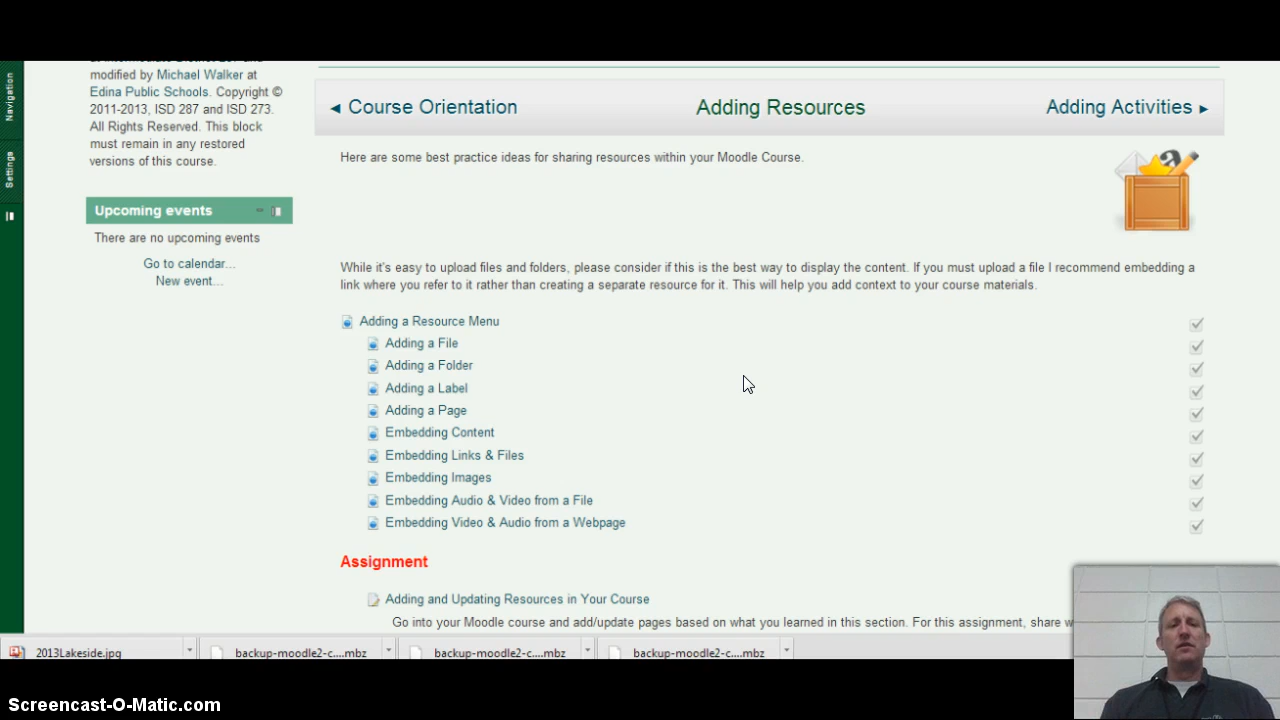 Navigation
Settings
modified by Michael Walker at
Edina Public Schools. Copyright ©
2011-2013, ISD 287 and ISD 273.
All Rights Reserved. This block
must remain in any restored
versions of this course.
Upcoming events
There are no upcoming events
Go to calendar...
New event...
◄ Course Orientation
Adding Resources
Adding Activities ►
Here are some best practice ideas for sharing resources within your Moodle Course.
While it's easy to upload files and folders, please consider if this is the best way to display the content. If you must upload a file I recommend embedding a
link where you refer to it rather than creating a separate resource for it. This will help you add context to your course materials.
Adding a Resource Menu
Adding a File
Adding a Folder
Adding a Label
Adding a Page
Embedding Content
Embedding Links & Files
Embedding Images
Embedding Audio & Video from a File
Embedding Video & Audio from a Webpage
Assignment
Adding and Updating Resources in Your Course
Go into your Moodle course and add/update pages based on what you learned in this section. For this assignment, share w
2013Lakeside.jpg
backup-moodle2-c....mbz
backup-moodle2-c....mbz
backup-moodle2-c....mbz
Screencast-O-Matic.com